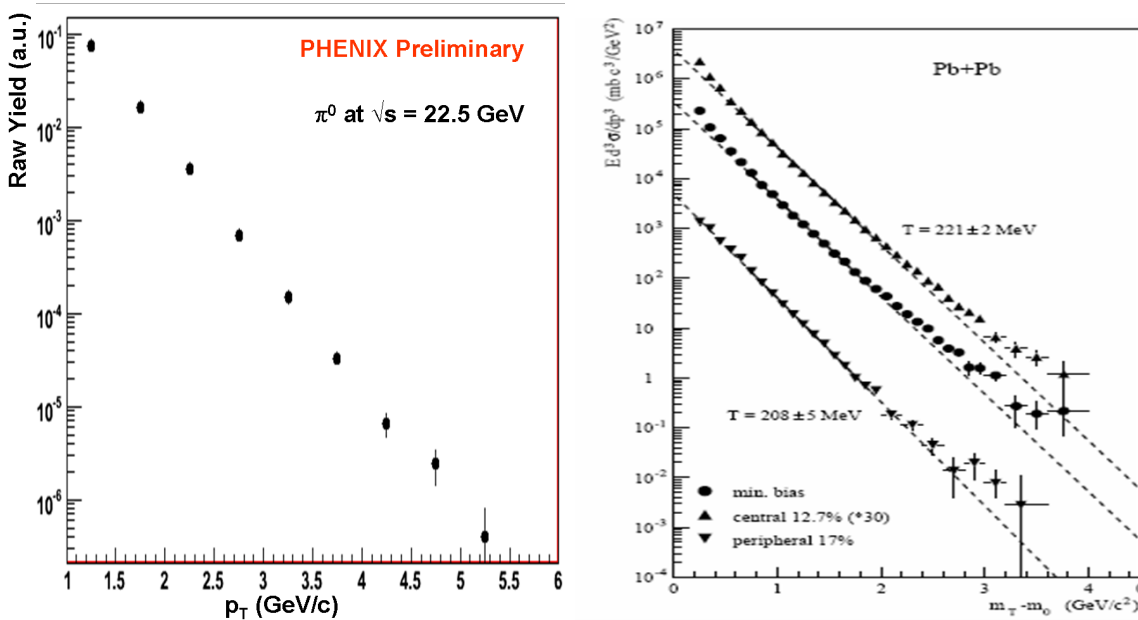 Raw Yield (a.u.)
10⁻¹
10⁻²
10⁻³
10⁻⁴
10⁻⁵
10⁻⁶
PHENIX Preliminary
π⁰ at √s = 22.5 GeV
1 1.5 2 2.5 3 3.5 4 4.5 5 5.5 6
p_T (GeV/c)
Ed³σ/dp³ (mb c³/GeV²)
10⁷
10⁶
10⁵
10⁴
10³
10²
10
1
10⁻¹
10⁻²
10⁻³
10⁻⁴
Pb+Pb
T = 221±2 MeV
T = 208±5 MeV
min. bias
central 12.7% (*30)
peripheral 17%
0 1 2 3 4
m_T-m_0 (GeV/c²)